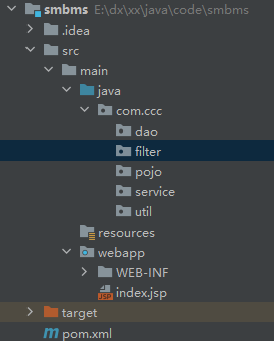 smbms E:\dx\xx\java\code\smbms
.idea
src
main
java
com.ccc
dao
filter
pojo
service
util
resources
webapp
WEB-INF
index.jsp
target
pom.xml